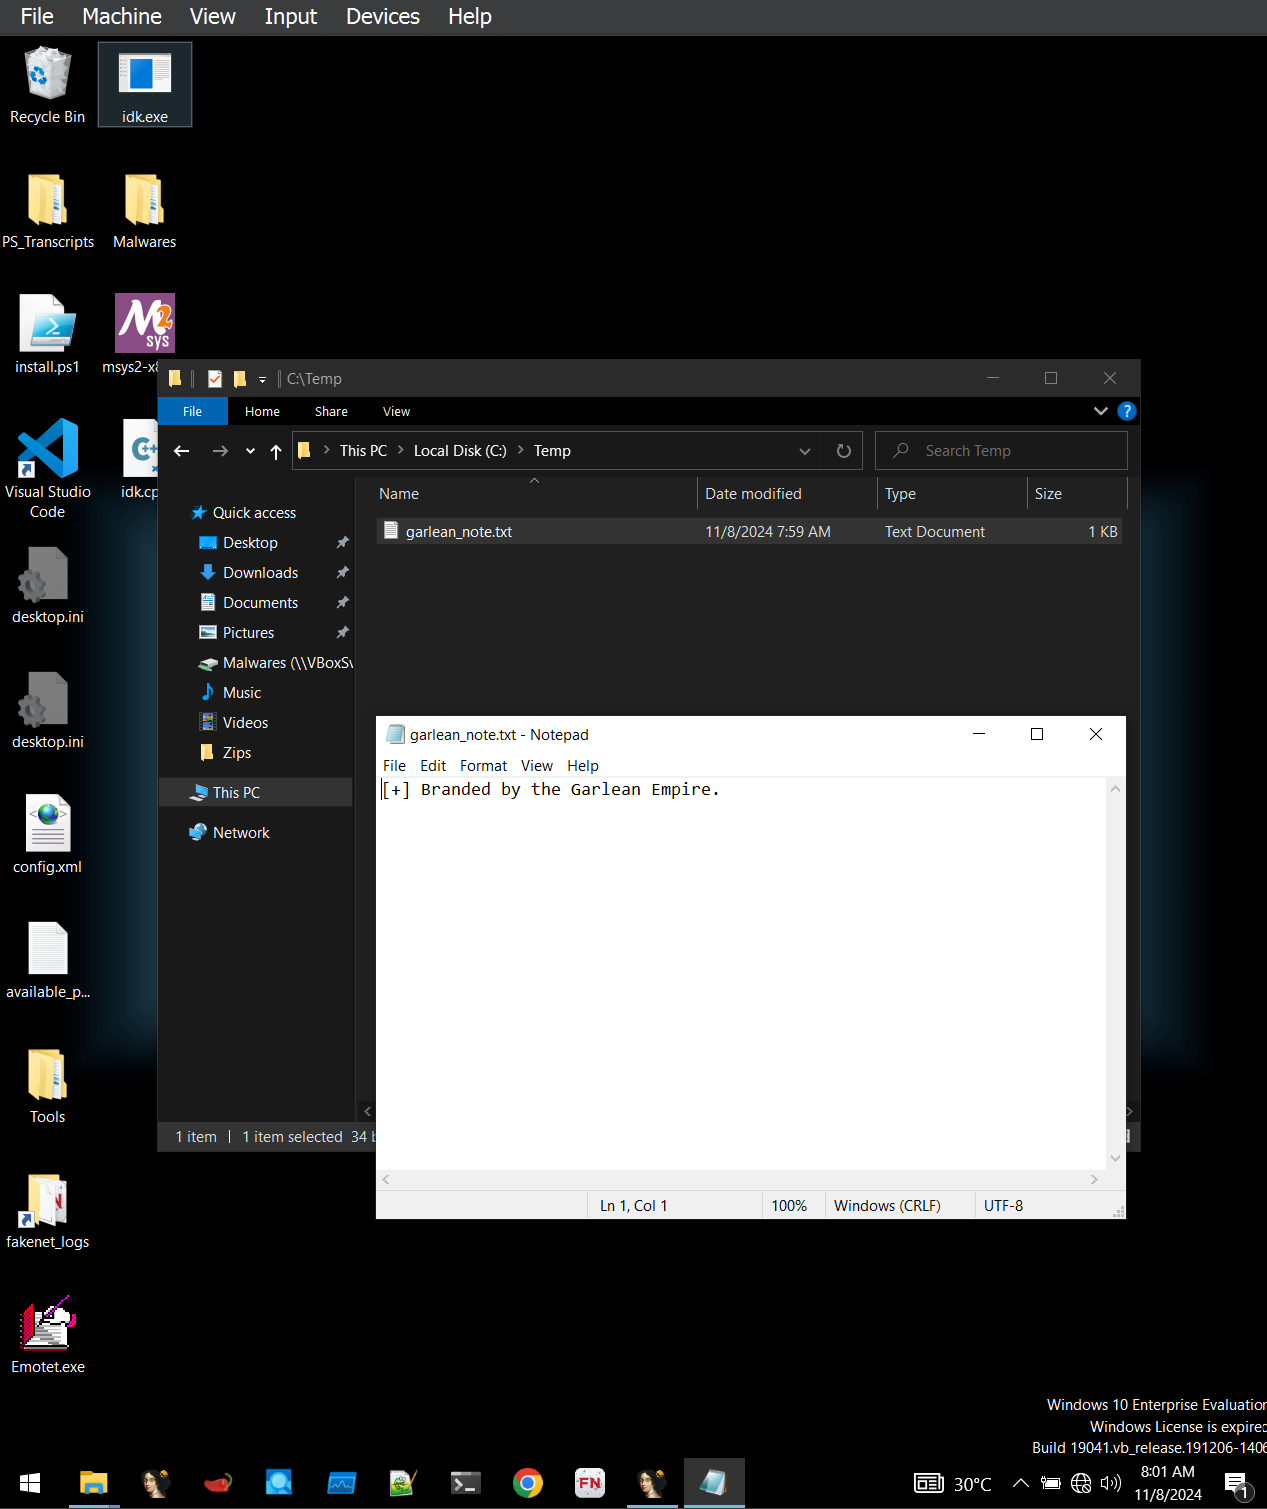 File Machine View Input Devices Help
Recycle Bin
idk.exe
PS_Transcripts
Malwares
install.ps1
msys2-x8
Visual Studio
Code
idk.cp
desktop.ini
desktop.ini
config.xml
available_p...
Tools
fakenet_logs
Emotet.exe
C:\Temp
File Home Share View
This PC > Local Disk (C:) > Temp
Search Temp
Name Date modified Type Size
garlean_note.txt 11/8/2024 7:59 AM Text Document 1 KB
Quick access
Desktop
Downloads
Documents
Pictures
Malwares (\\VBoxSv
Music
Videos
Zips
This PC
Network
1 item 1 item selected 34 b
garlean_note.txt - Notepad
File Edit Format View Help
[+] Branded by the Garlean Empire.
Ln 1, Col 1 100% Windows (CRLF) UTF-8
Windows 10 Enterprise Evaluation
Windows License is expired
Build 19041.vb_release.191206-1406
FN
30°C
8:01 AM
11/8/2024
1